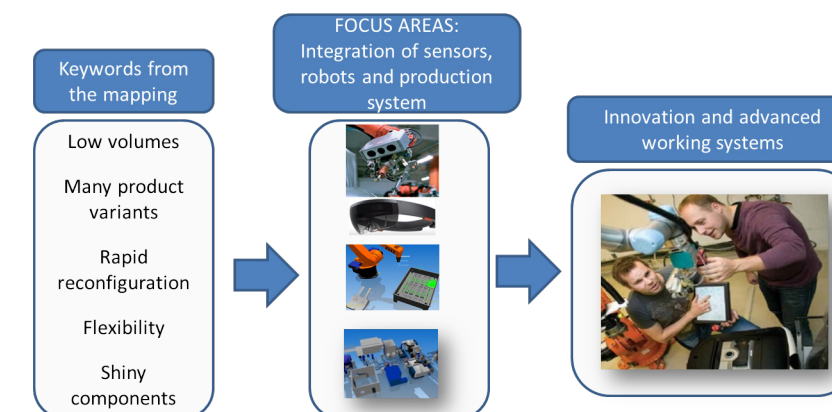 Keywords from
the mapping
Low volumes
Many product
variants
Rapid
reconfiguration
Flexibility
Shiny
components
FOCUS AREAS:
Integration of sensors,
robots and production
system
Innovation and advanced
working systems